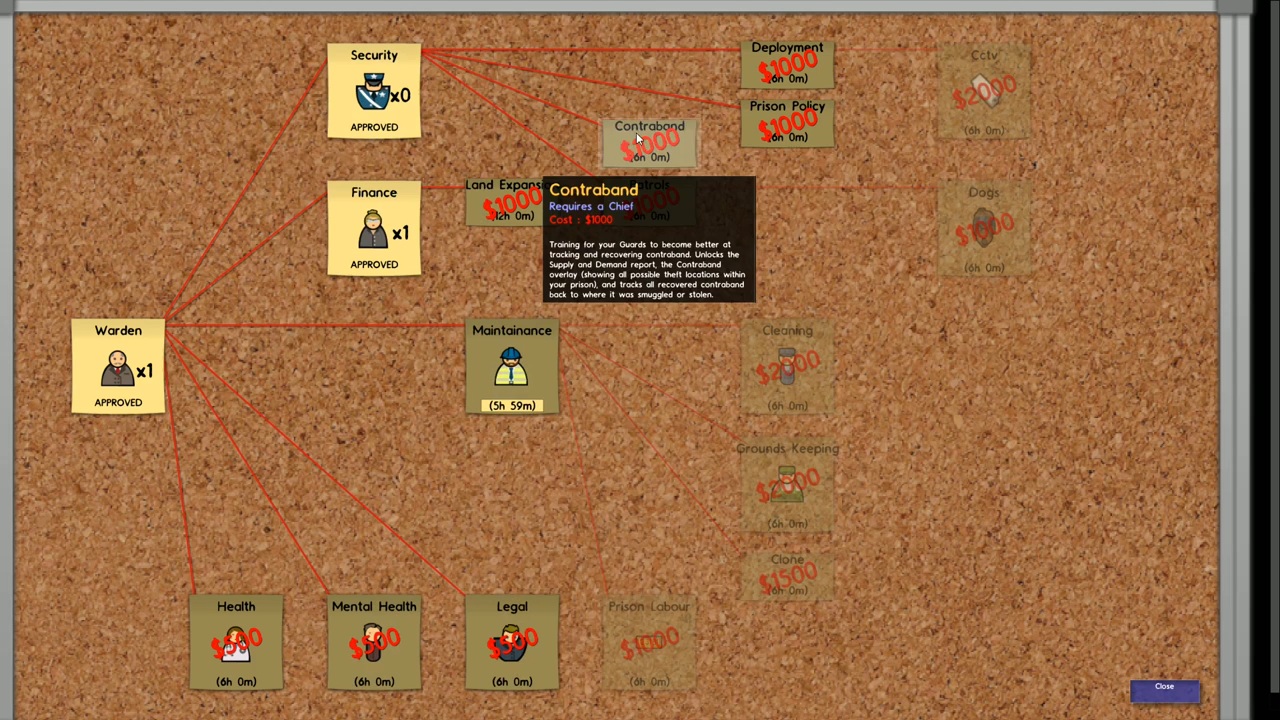 Security
x0
APPROVED
Deployment
$1000
(6h 0m)
Cctv
$2000
(6h 0m)
Prison Policy
$1000
(6h 0m)
Contraband
$1000
(6h 0m)
Finance
x1
APPROVED
Land Expans
$1000
(12h 0m)
Contraband
Requires a Chief
Cost : $1000
Training for your Guards to become better at
tracking and recovering contraband. Unlocks the
Supply and Demand report, the Contraband
overlay (showing all possible theft locations within
your prison), and tracks all recovered contraband
back to where it was smuggled or stolen.
Dogs
$1000
(6h 0m)
Warden
x1
APPROVED
Maintainance
(5h 59m)
Cleaning
$2000
(6h 0m)
Grounds Keeping
$2000
(6h 0m)
Clone
$1500
(6h 0m)
Health
$500
(6h 0m)
Mental Health
$500
(6h 0m)
Legal
$500
(6h 0m)
Prison Labour
$1000
(6h 0m)
Close